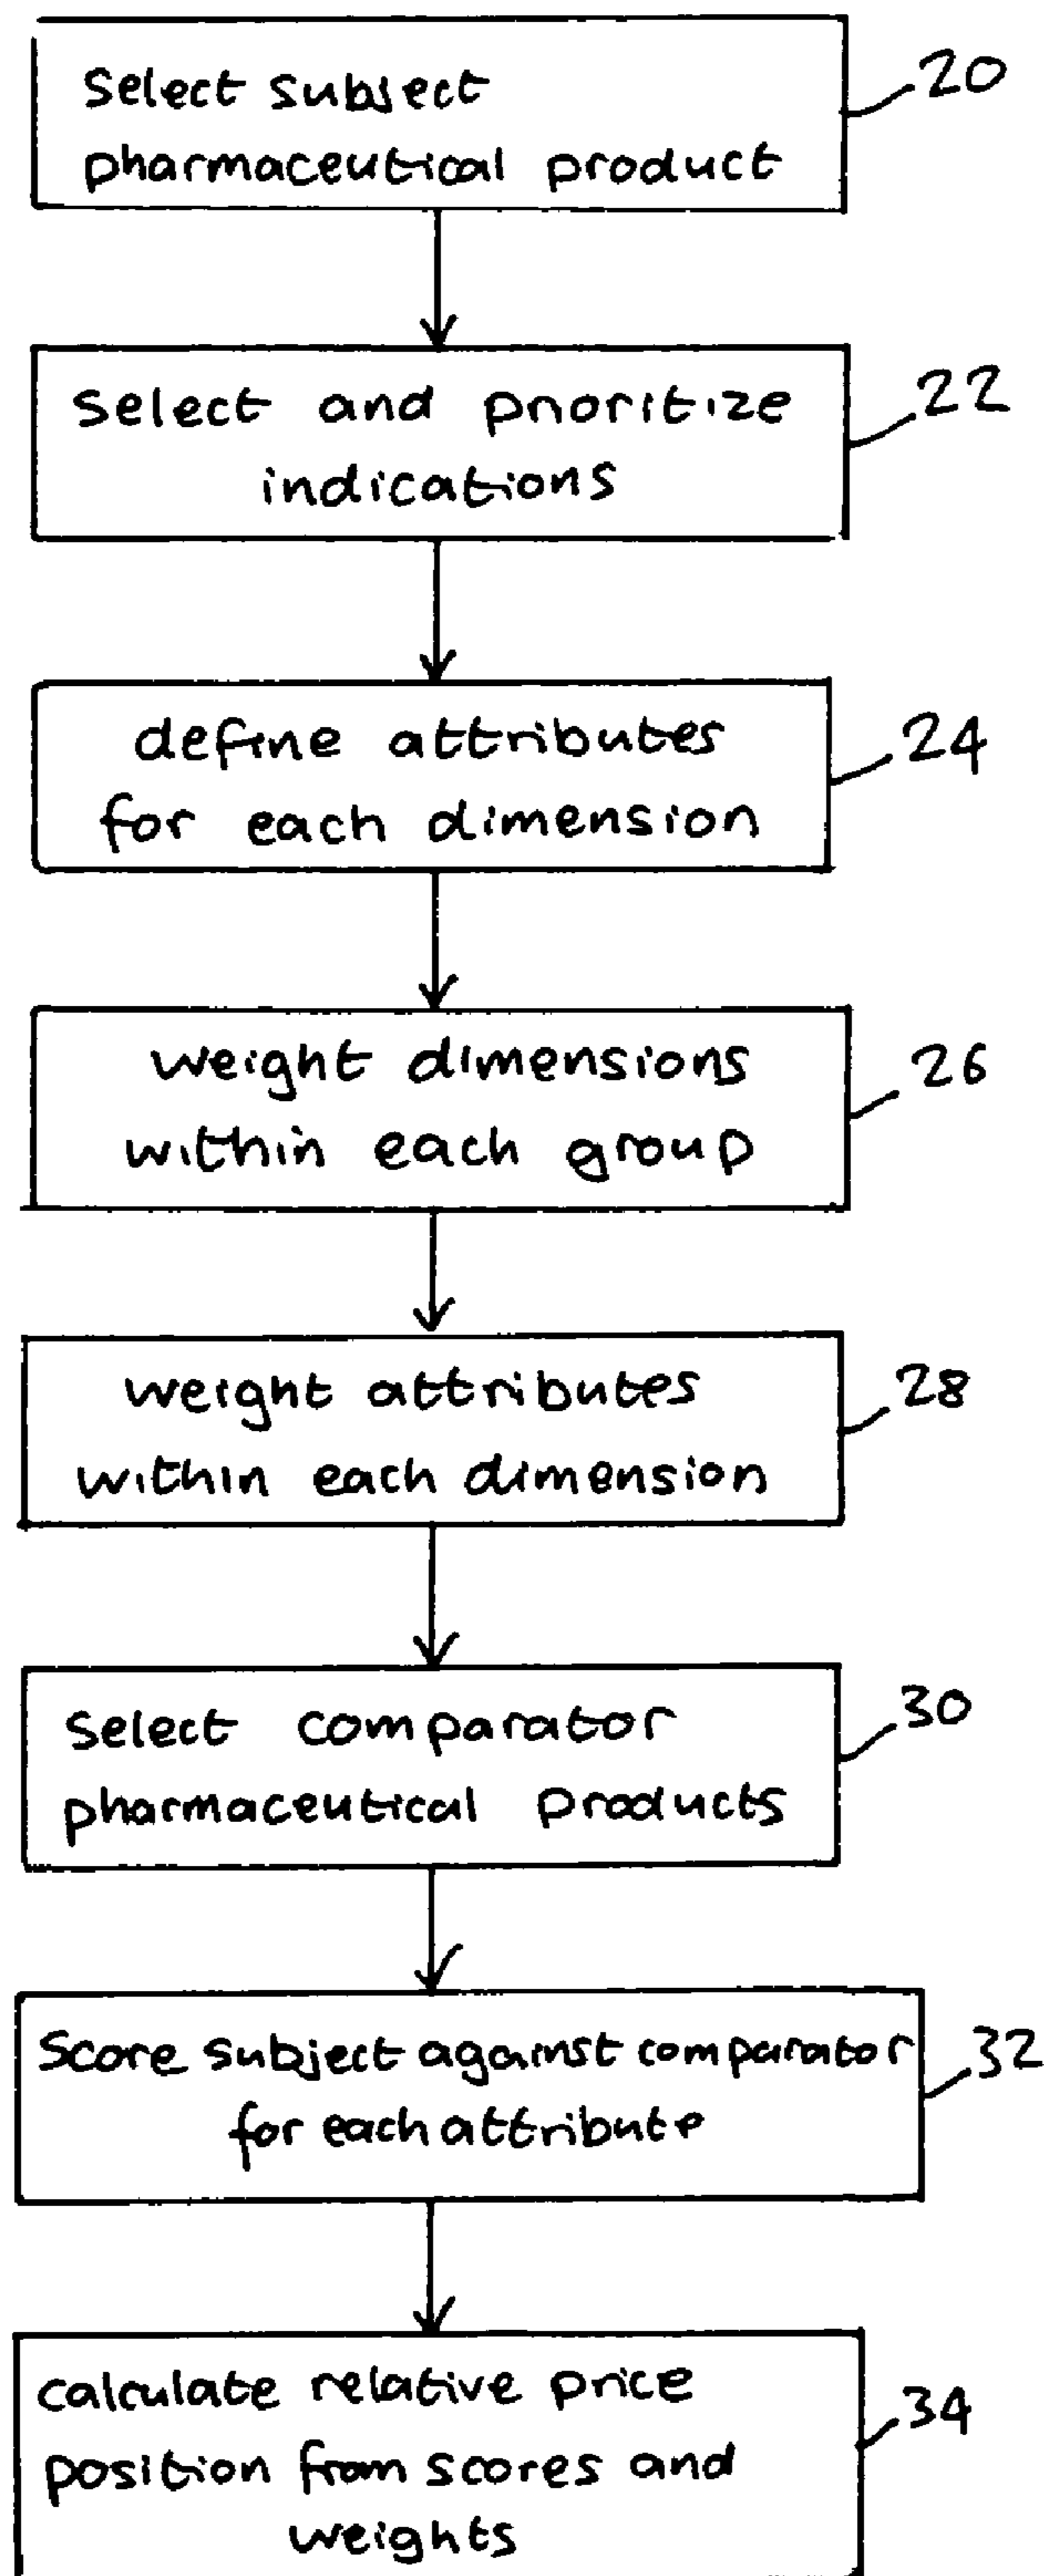 Select subject
20
pharmaceutical product
Select and prioritize
22
indications
define attributes
24
for each dimension
weight dimensions
26
within each group
weight attributes
28
within each dimension
Select comparator
30
pharmaceutical products
Score subject against comparator
32
for each attribute
calculate relative price
34
position from scores and
weights